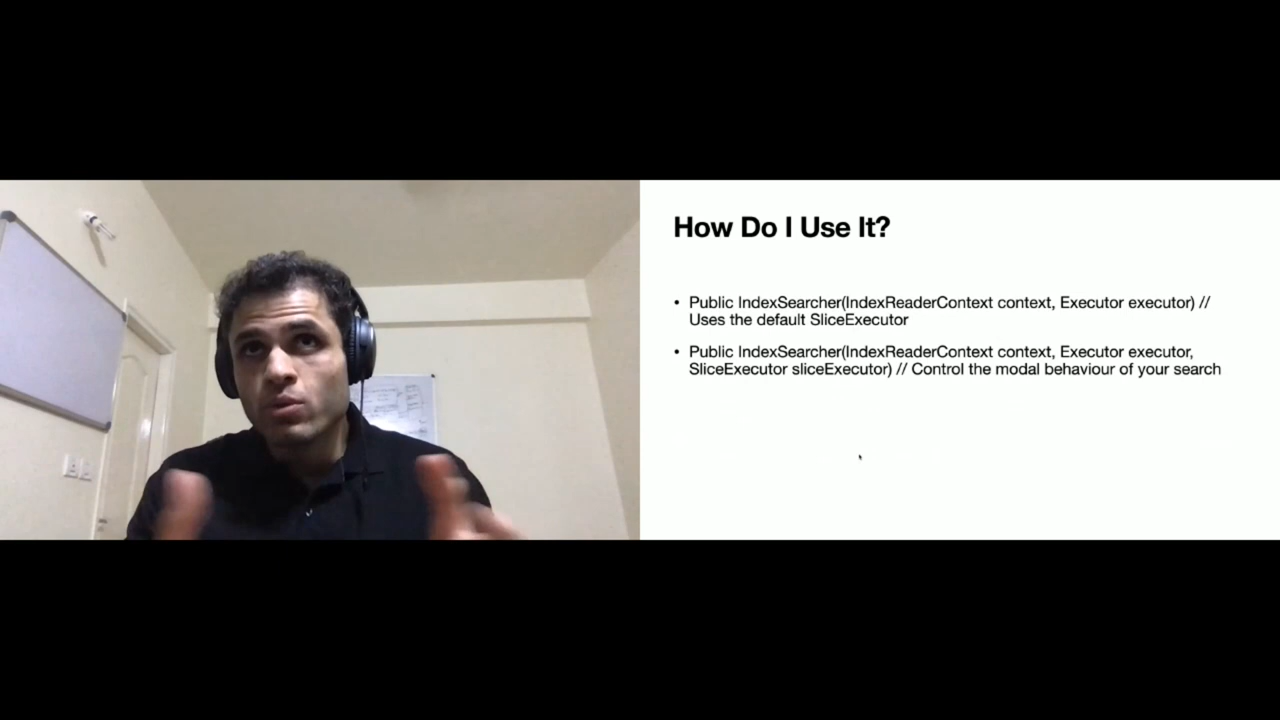 How Do I Use It?
• Public IndexSearcher(IndexReaderContext context, Executor executor) //
Uses the default SliceExecutor
• Public IndexSearcher(IndexReaderContext context, Executor executor,
SliceExecutor sliceExecutor) // Control the modal behaviour of your search